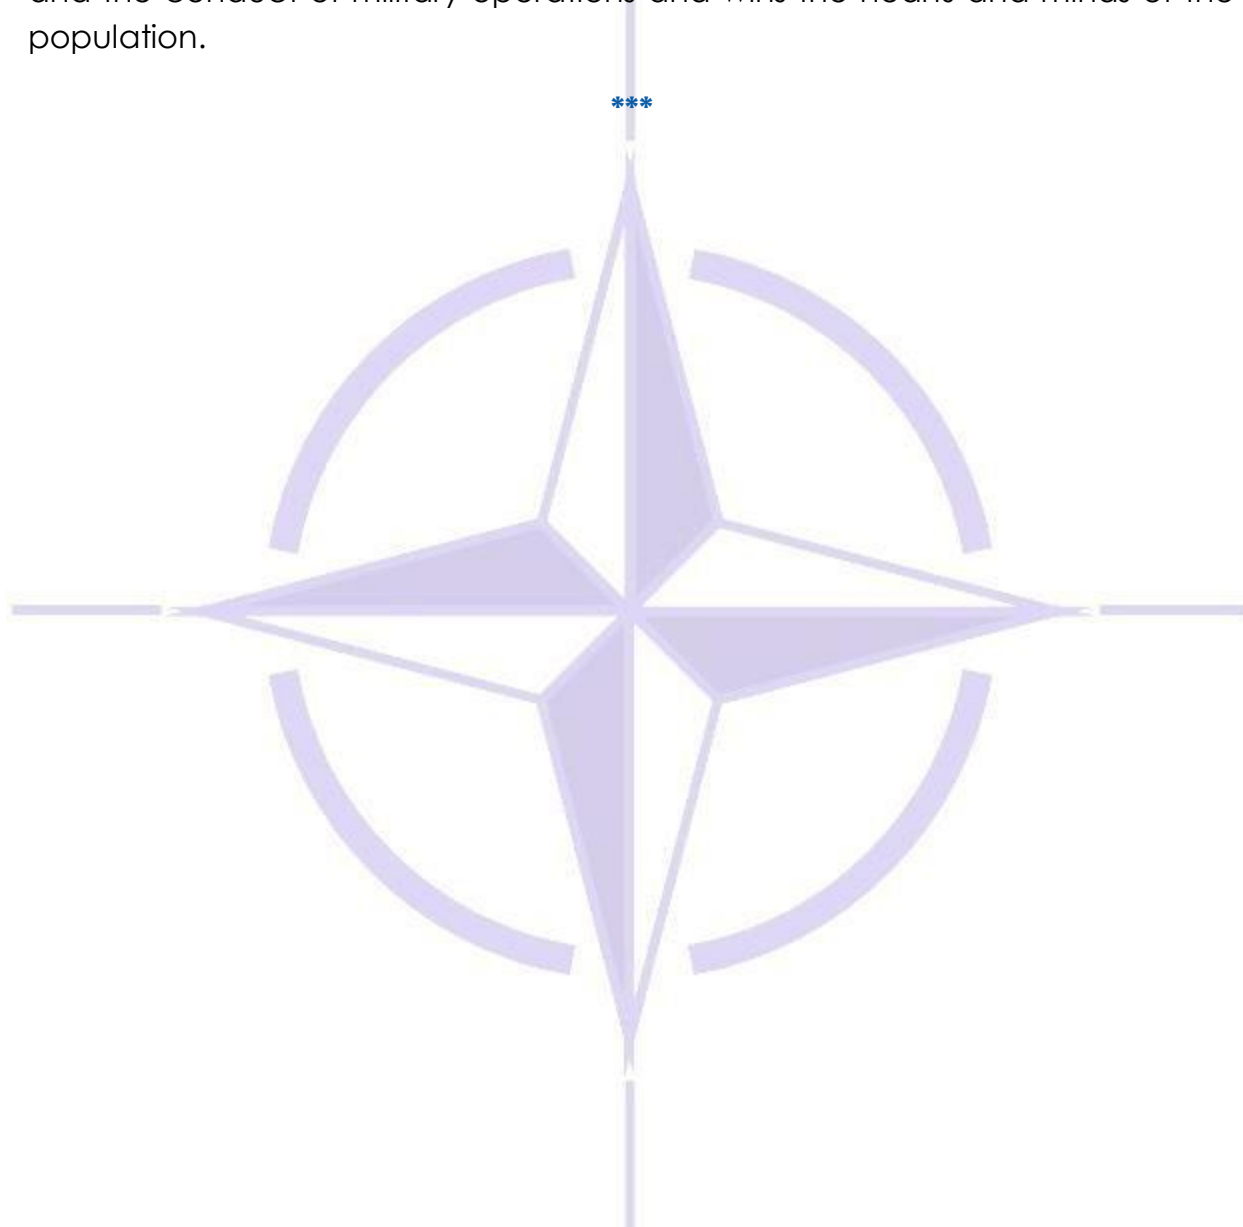 and the conduct of military operations and wins the hearts and minds of the
population.
***